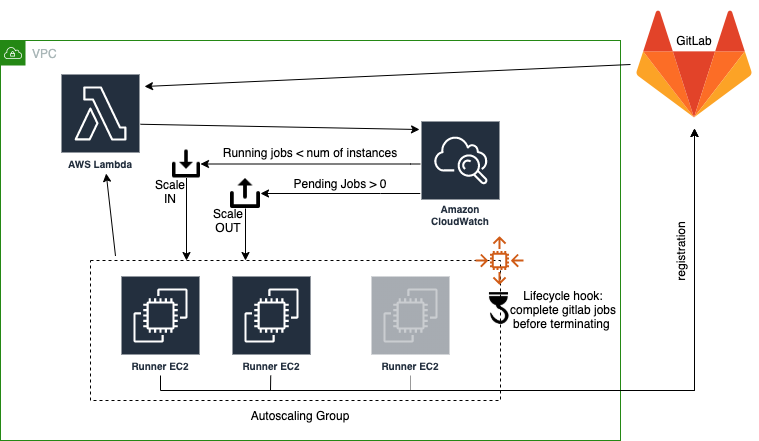 GitLab
VPC
AWS Lambda
Running jobs < num of instances
Scale
IN
Pending Jobs > 0
Scale
OUT
Amazon
CloudWatch
registration
Lifecycle hook:
complete gitlab jobs
before terminating
Runner EC2
Runner EC2
Runner EC2
Autoscaling Group